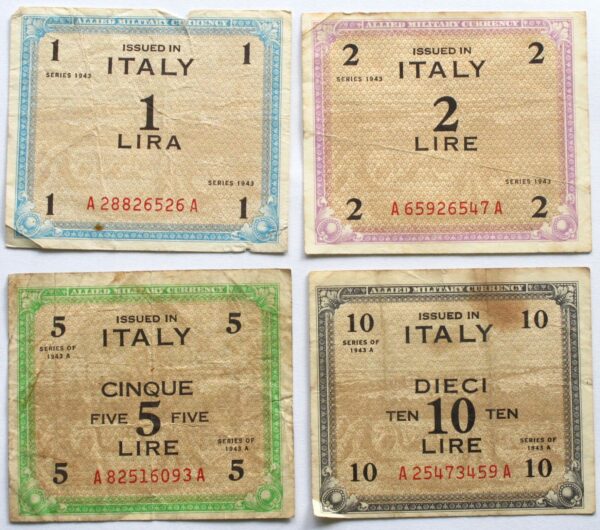 ALLIED MILITARY CURRENCY
1 ISSUED IN 1
SERIES 1943 ITALY
1
LIRA
SERIES 1943
1 A 28826526 A 1
ALLIED MILITARY CURRENCY
2 ISSUED IN 2
SERIES 1943 ITALY
2
LIRE
SERIES 1943
2 A 65926547 A 2
ALLIED MILITARY CURRENCY
5 ISSUED IN 5
SERIES OF 1943 A ITALY
CINQUE
FIVE 5 FIVE
LIRE SERIES OF 1943 A
5 A 82516093 A 5
ALLIED MILITARY CURRENCY
10 ISSUED IN 10
SERIES OF 1943 A ITALY
DIECI
TEN 10 TEN
LIRE SERIES OF 1943 A
10 A 25473459 A 10